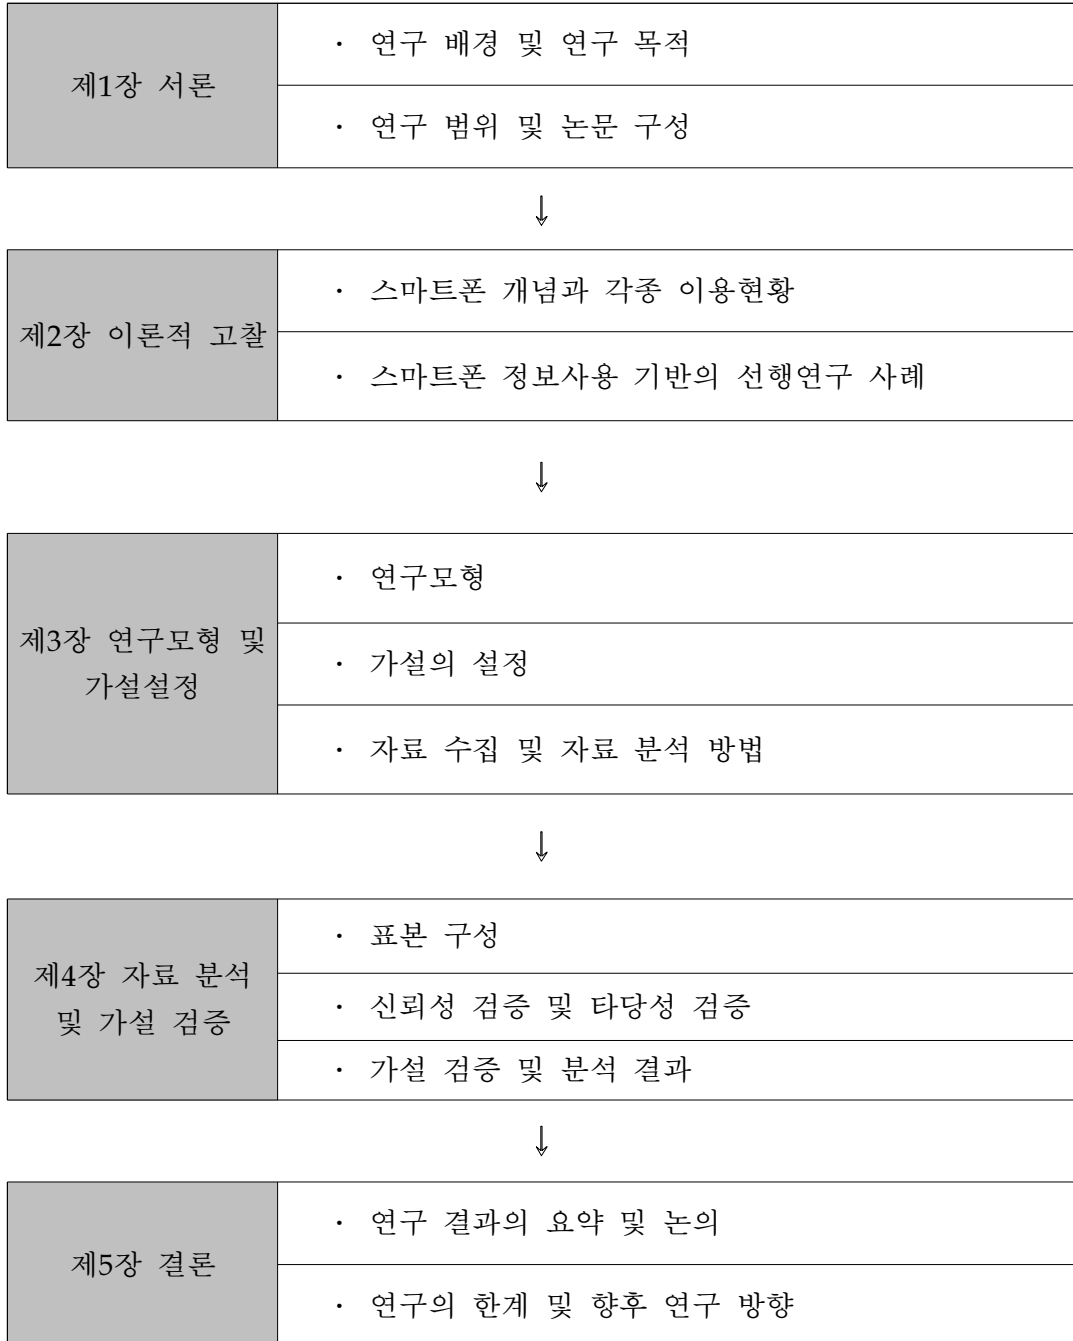 제1장 서론
· 연구 배경 및 연구 목적
· 연구 범위 및 논문 구성
⇓
제2장 이론적 고찰
· 스마트폰 개념과 각종 이용현황
· 스마트폰 정보사용 기반의 선행연구 사례
⇓
제3장 연구모형 및
가설설정
· 연구모형
· 가설의 설정
· 자료 수집 및 자료 분석 방법
⇓
제4장 자료 분석
및 가설 검증
· 표본 구성
· 신뢰성 검증 및 타당성 검증
· 가설 검증 및 분석 결과
⇓
제5장 결론
· 연구 결과의 요약 및 논의
· 연구의 한계 및 향후 연구 방향